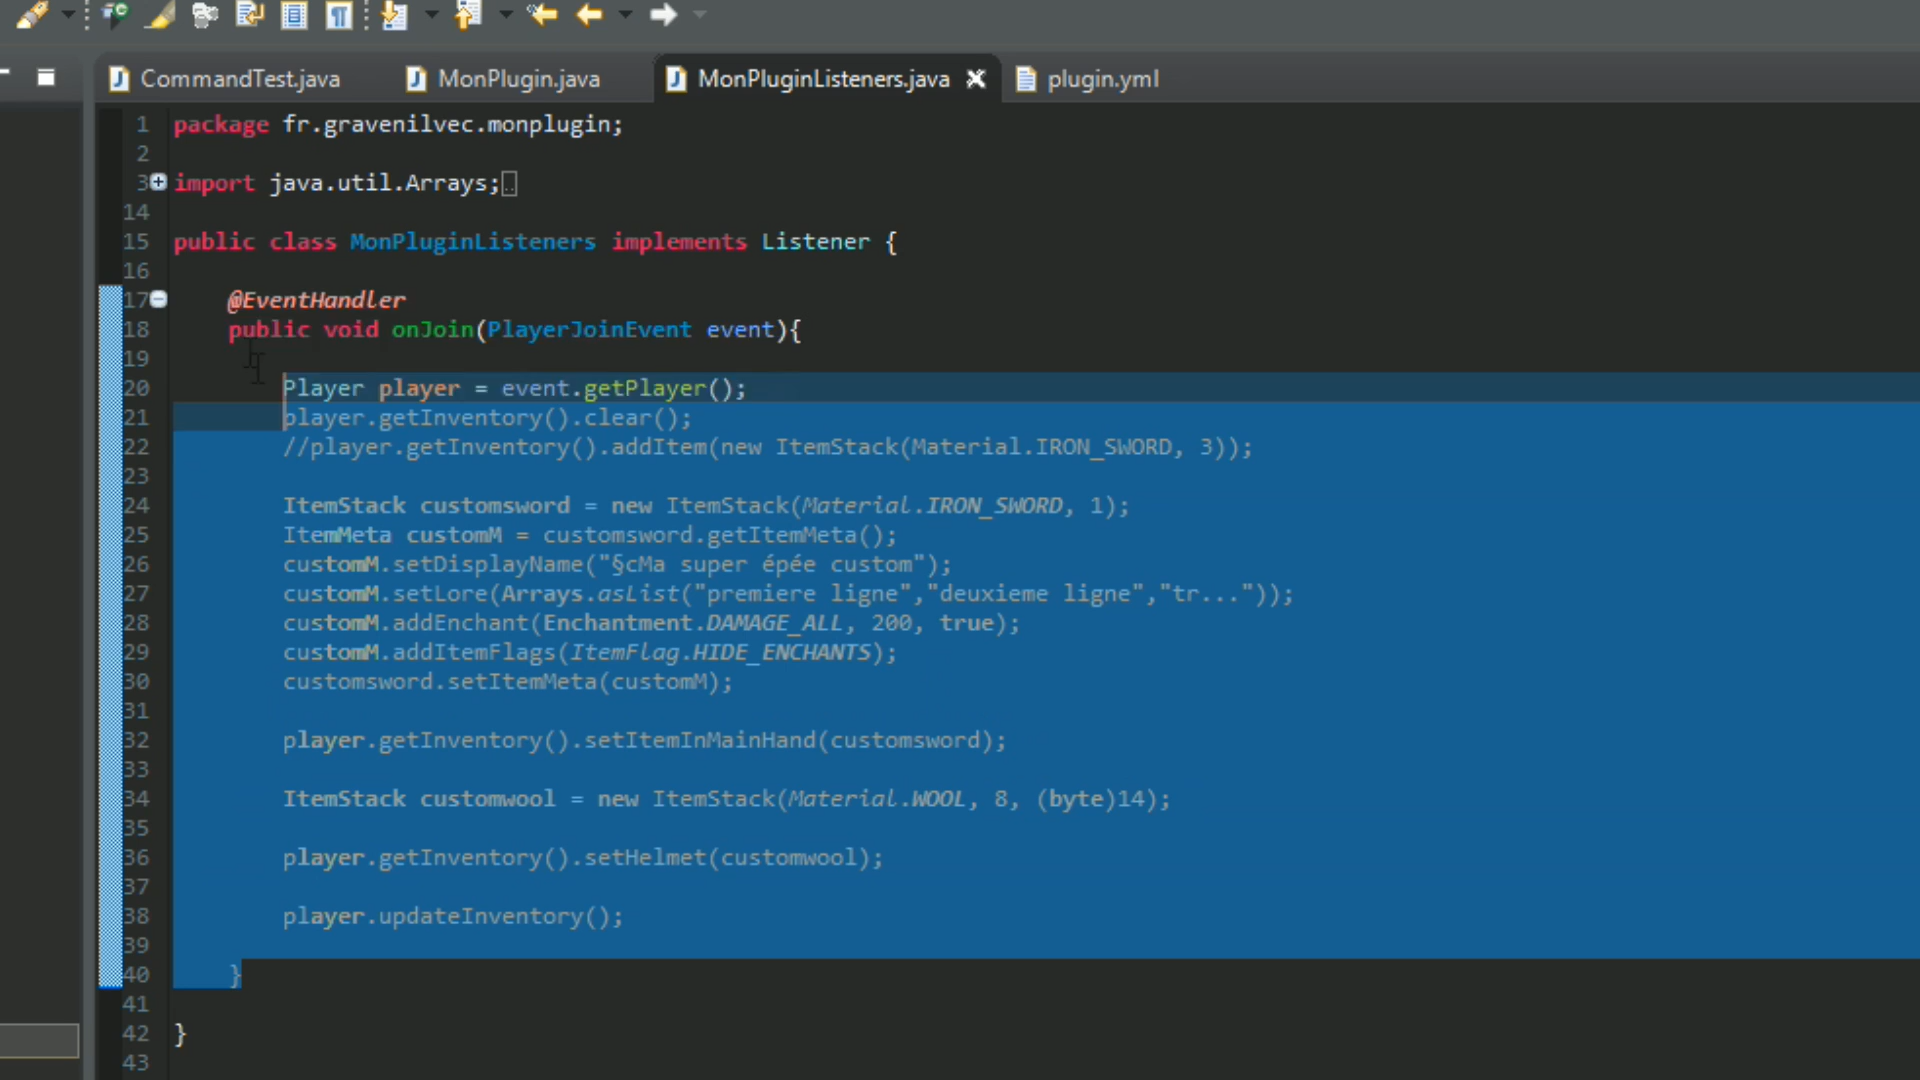 CommandTest.java MonPlugin.java MonPluginListeners.java plugin.yml
1 package fr.gravenilvec.monplugin;
2
3 import java.util.Arrays;
14
15 public class MonPluginListeners implements Listener {
16
17 @EventHandler
18 public void onJoin(PlayerJoinEvent event){
19
20 Player player = event.getPlayer();
21 player.getInventory().clear();
22 //player.getInventory().addItem(new ItemStack(Material.IRON_SWORD, 3));
23
24 ItemStack customsword = new ItemStack(Material.IRON_SWORD, 1);
25 ItemMeta customM = customsword.getItemMeta();
26 customM.setDisplayName("§cMa super épée custom");
27 customM.setLore(Arrays.asList("premiere ligne","deuxieme ligne","tr..."));
28 customM.addEnchant(Enchantment.DAMAGE_ALL, 200, true);
29 customM.addItemFlags(ItemFlag.HIDE_ENCHANTS);
30 customsword.setItemMeta(customM);
31
32 player.getInventory().setItemInMainHand(customsword);
33
34 ItemStack customwool = new ItemStack(Material.WOOL, 8, (byte)14);
35
36 player.getInventory().setHelmet(customwool);
37
38 player.updateInventory();
39
40 }
41
42 }
43